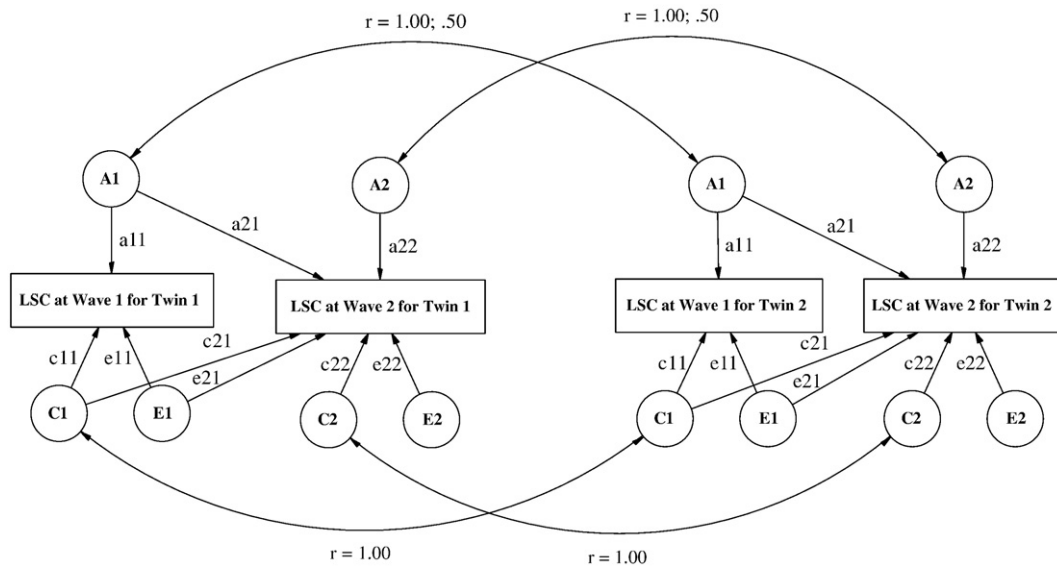 r = 1.00; .50
r = 1.00; .50
A1
A2
A1
A2
a11
a21
a22
a11
a21
a22
LSC at Wave 1 for Twin 1
LSC at Wave 2 for Twin 1
LSC at Wave 1 for Twin 2
LSC at Wave 2 for Twin 2
c11
e11
c21
e21
c22
e22
c11
e11
c21
e21
c22
e22
C1
E1
C2
E2
C1
E1
C2
E2
r = 1.00
r = 1.00